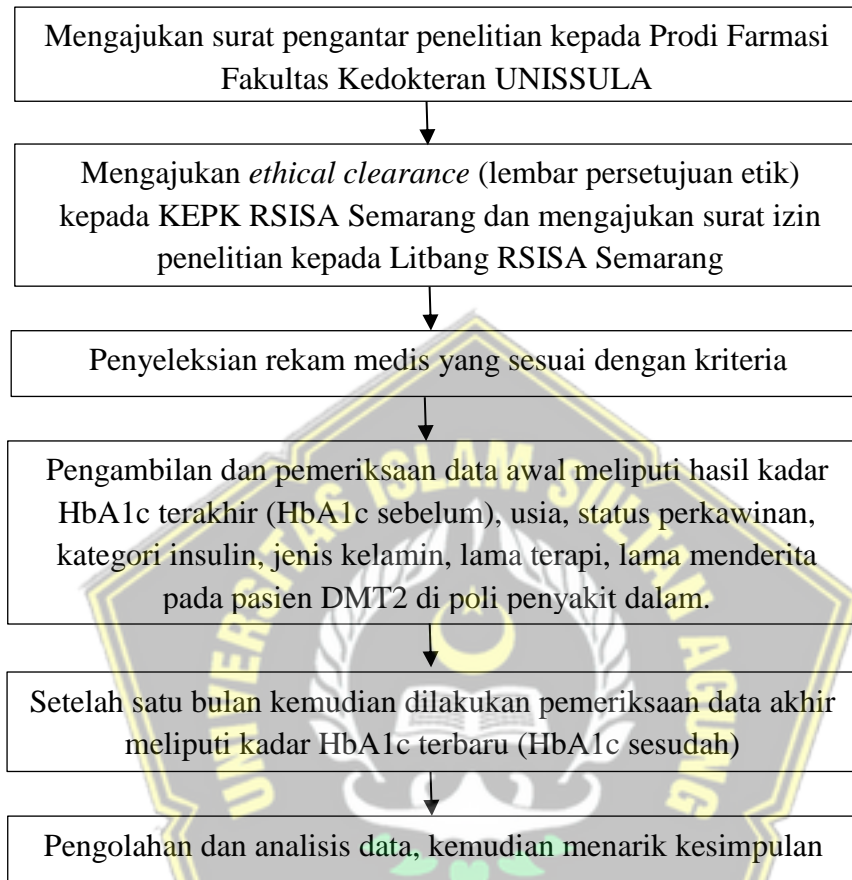 Mengajukan surat pengantar penelitian kepada Prodi Farmasi
Fakultas Kedokteran UNISSULA
Mengajukan ethical clearance (lembar persetujuan etik)
kepada KEPK RSISA Semarang dan mengajukan surat izin
penelitian kepada Litbang RSISA Semarang
Penyeleksian rekam medis yang sesuai dengan kriteria
Pengambilan dan pemeriksaan data awal meliputi hasil kadar
HbA1c terakhir (HbA1c sebelum), usia, status perkawinan,
kategori insulin, jenis kelamin, lama terapi, lama menderita
pada pasien DMT2 di poli penyakit dalam.
Setelah satu bulan kemudian dilakukan pemeriksaan data akhir
meliputi kadar HbA1c terbaru (HbA1c sesudah)
Pengolahan dan analisis data, kemudian menarik kesimpulan
UNIVERSITAS ISLAM SULTAN AGUNG